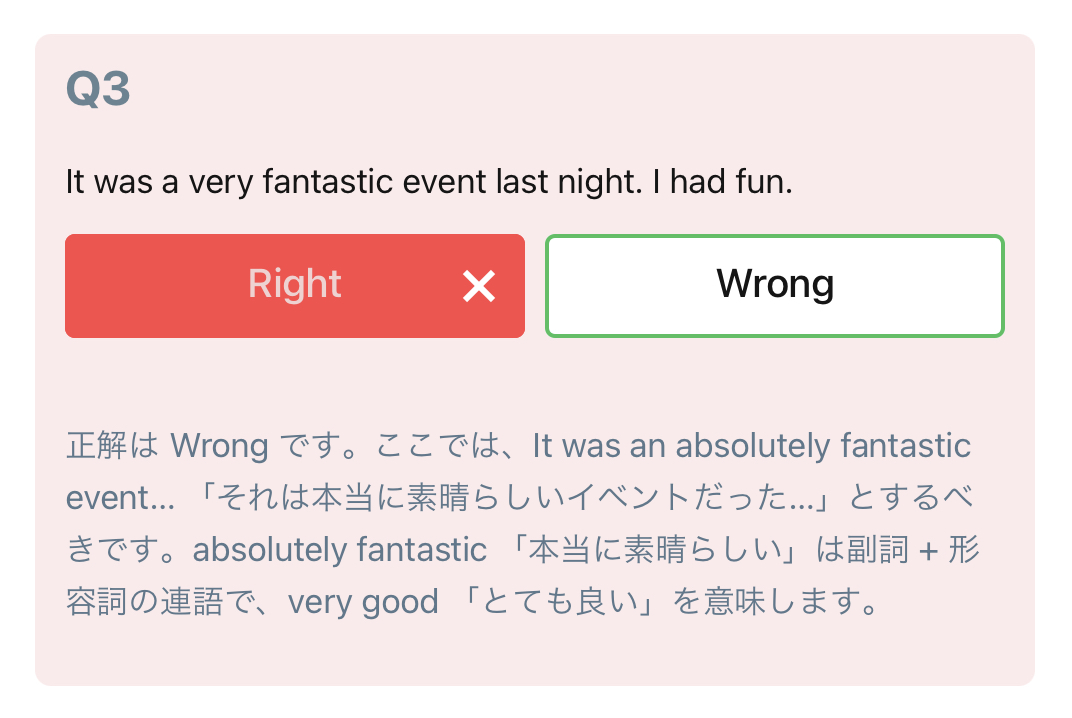 Q3
It was a very fantastic event last night. I had fun.
Right ×
Wrong
正解は Wrong です。ここでは、It was an absolutely fantastic
event... 「それは本当に素晴らしいイベントだった...」とするべ
きです。absolutely fantastic 「本当に素晴らしい」は副詞 + 形
容詞の連語で、very good 「とても良い」を意味します。